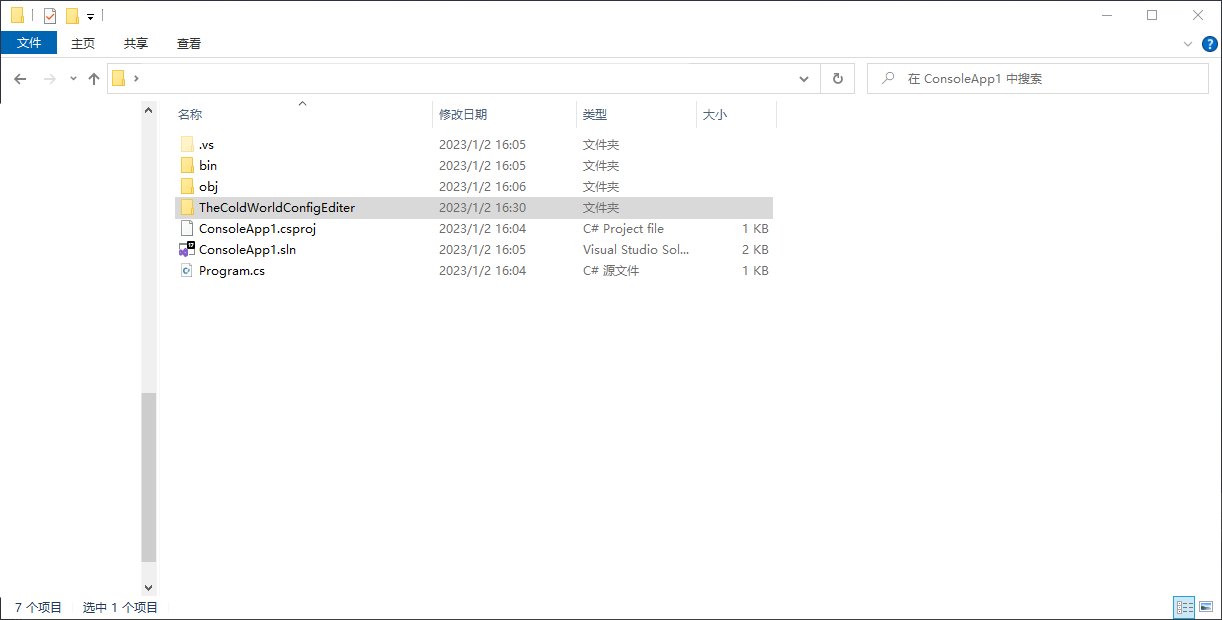 文件 主页 共享 查看
在 ConsoleApp1 中搜索
名称 修改日期 类型 大小
.vs 2023/1/2 16:05 文件夹
bin 2023/1/2 16:05 文件夹
obj 2023/1/2 16:06 文件夹
TheColdWorldConfigEditer 2023/1/2 16:30 文件夹
ConsoleApp1.csproj 2023/1/2 16:04 C# Project file 1 KB
ConsoleApp1.sln 2023/1/2 16:05 Visual Studio Sol... 2 KB
Program.cs 2023/1/2 16:04 C# 源文件 1 KB
7 个项目 选中 1 个项目